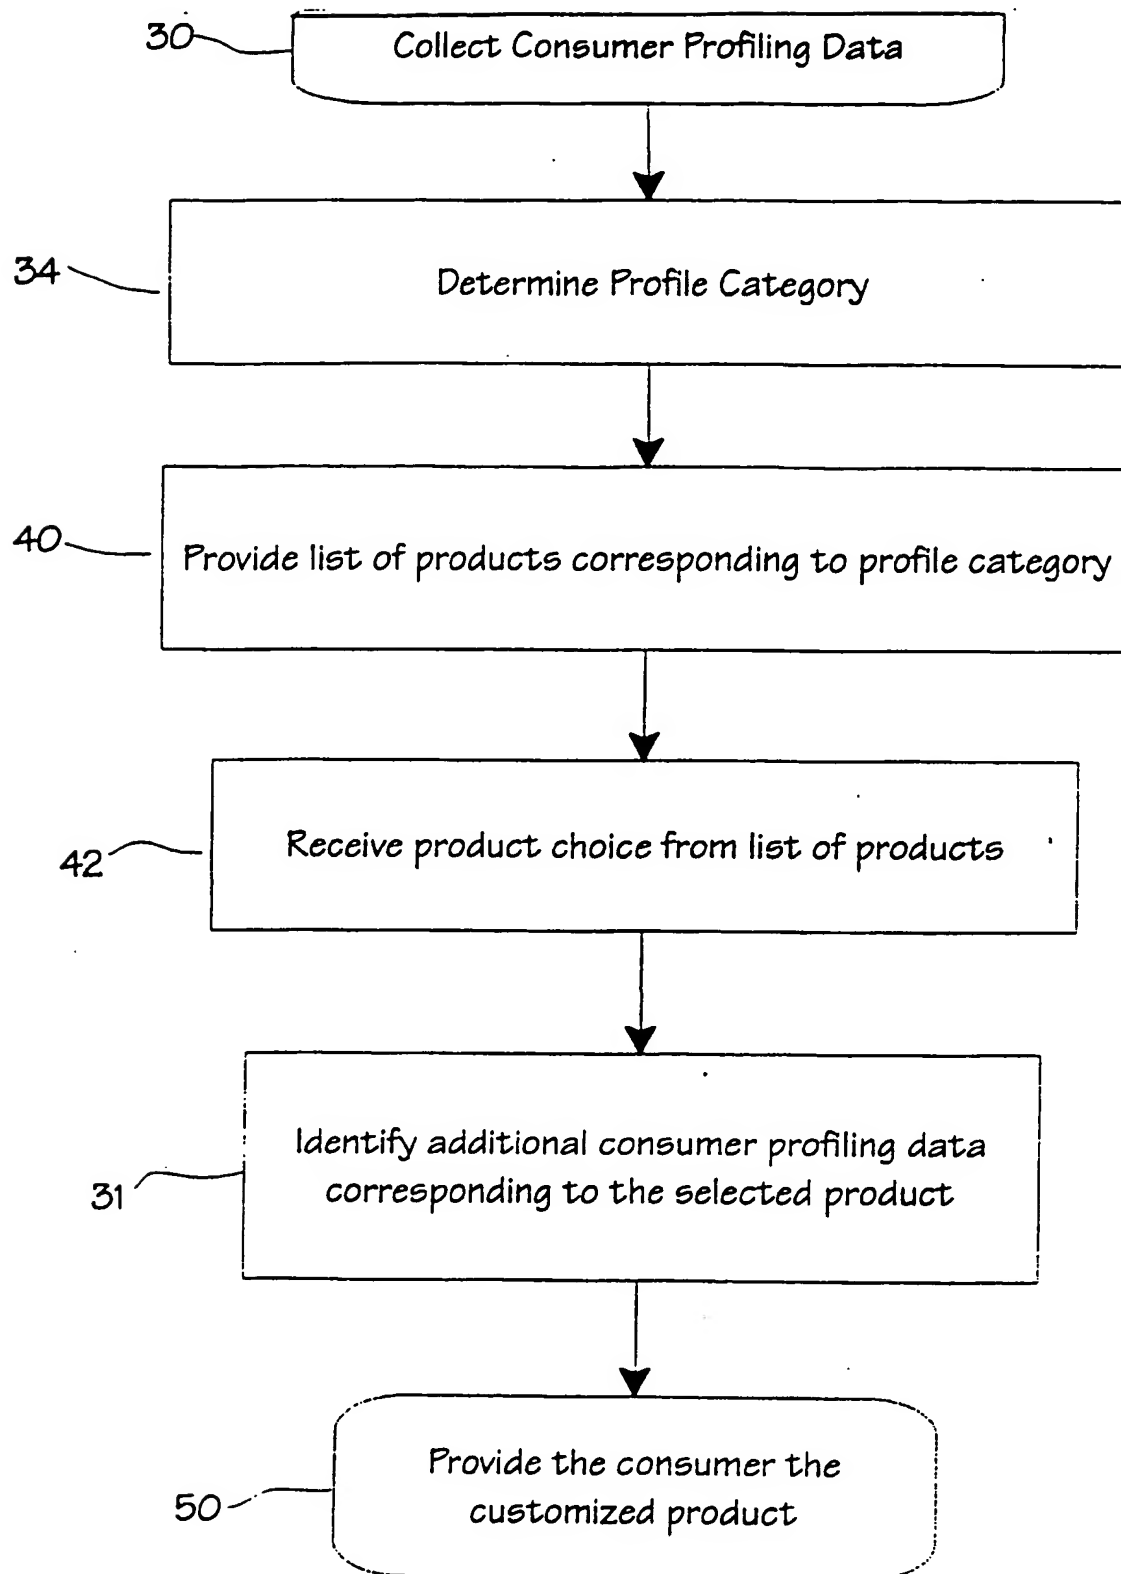 30
Collect Consumer Profiling Data
34
Determine Profile Category
40
Provide list of products corresponding to profile category
42
Receive product choice from list of products
31
Identify additional consumer profiling data
corresponding to the selected product
50
Provide the consumer the
customized product